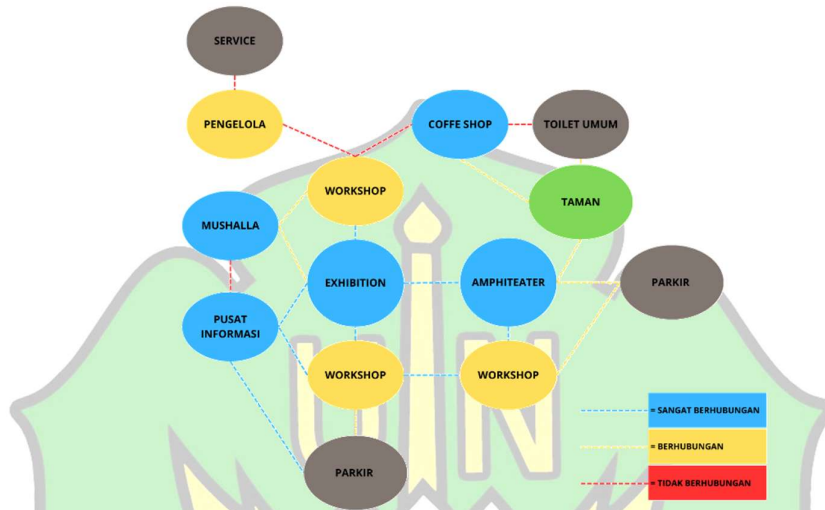 SERVICE
PENGELOLA
COFFE SHOP
TOILET UMUM
WORKSHOP
TAMAN
MUSHALLA
EXHIBITION
AMPHITEATER
PARKIR
PUSAT
INFORMASI
WORKSHOP
WORKSHOP
PARKIR
= SANGAT BERHUBUNGAN
= BERHUBUNGAN
= TIDAK BERHUBUNGAN
UIN